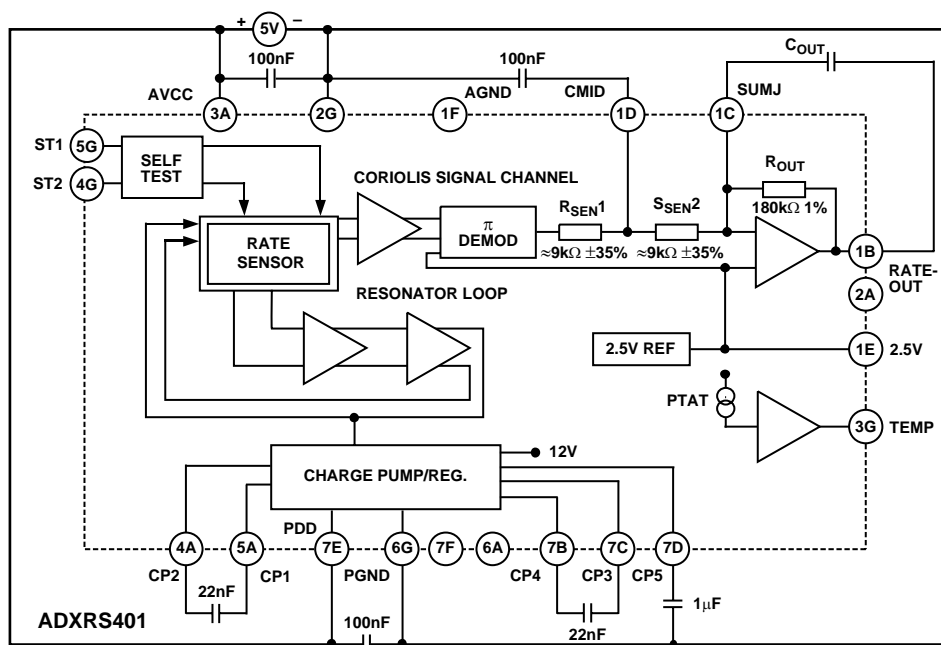 + 5V –
100nF
100nF
COUT
AVCC
AGND
CMID
SUMJ
3A
2G
1F
1D
1C
ST1
5G
ST2
4G
SELF
TEST
CORIOLIS SIGNAL CHANNEL
ROUT
180kΩ 1%
RSEN1
SSEN2
π
DEMOD
≈9kΩ ±35%
≈9kΩ ±35%
RATE
SENSOR
1B
RATE-
OUT
2A
RESONATOR LOOP
2.5V REF
1E
2.5V
PTAT
3G
TEMP
12V
CHARGE PUMP/REG.
PDD
4A
5A
7E
6G
7F
6A
7B
7C
7D
CP2
CP1
PGND
CP4
CP3
CP5
22nF
100nF
22nF
1μF
ADXRS401